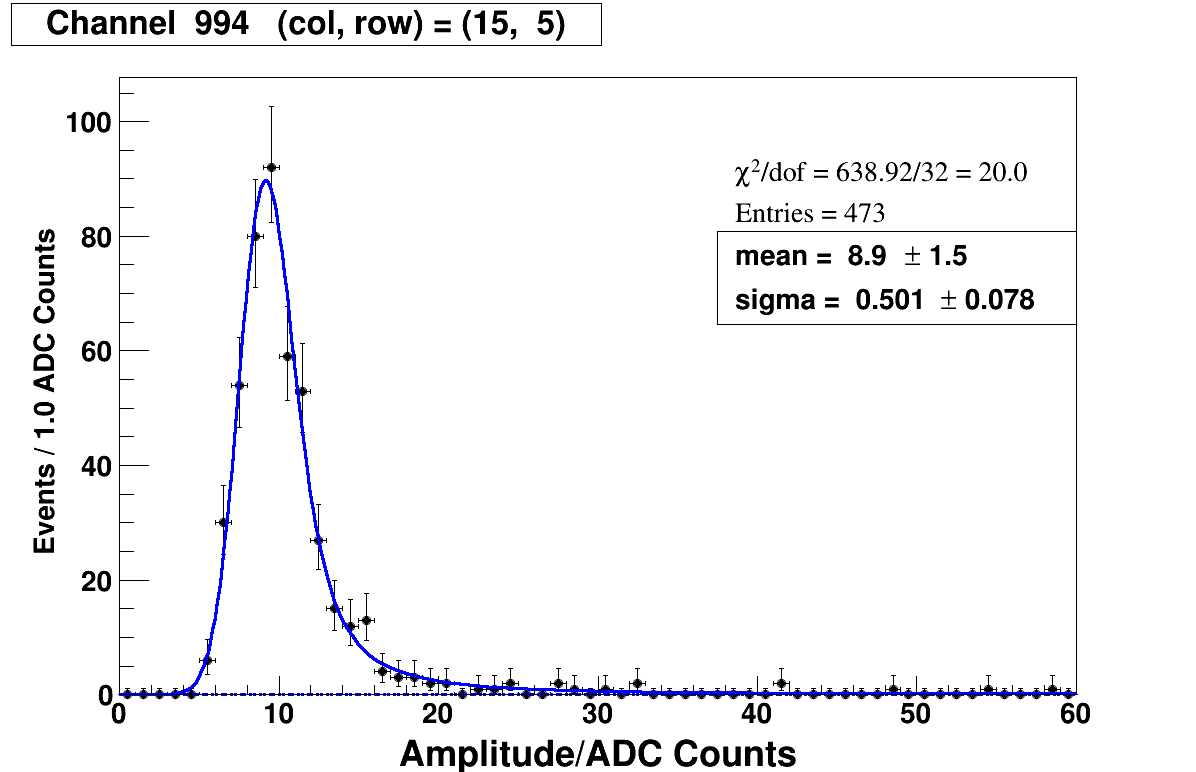 Channel 994 (col, row) = (15, 5)
χ²/dof = 638.92/32 = 20.0
Entries = 473
mean = 8.9 ± 1.5
sigma = 0.501 ± 0.078
Events / 1.0 ADC Counts
100
80
60
40
20
0
0 10 20 30 40 50 60
Amplitude/ADC Counts